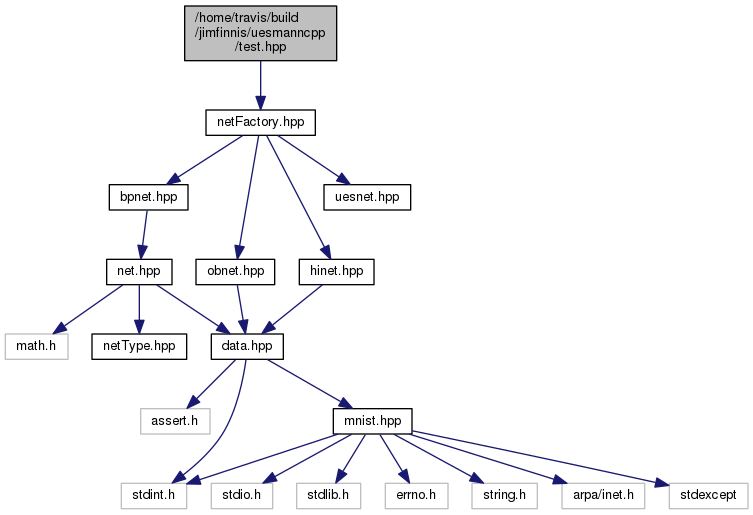 /home/travis/build
/jimfinnis/uesmanncpp
/test.hpp
netFactory.hpp
bpnet.hpp
uesnet.hpp
net.hpp
obnet.hpp
hinet.hpp
math.h
netType.hpp
data.hpp
assert.h
mnist.hpp
stdint.h
stdio.h
stdlib.h
errno.h
string.h
arpa/inet.h
stdexcept